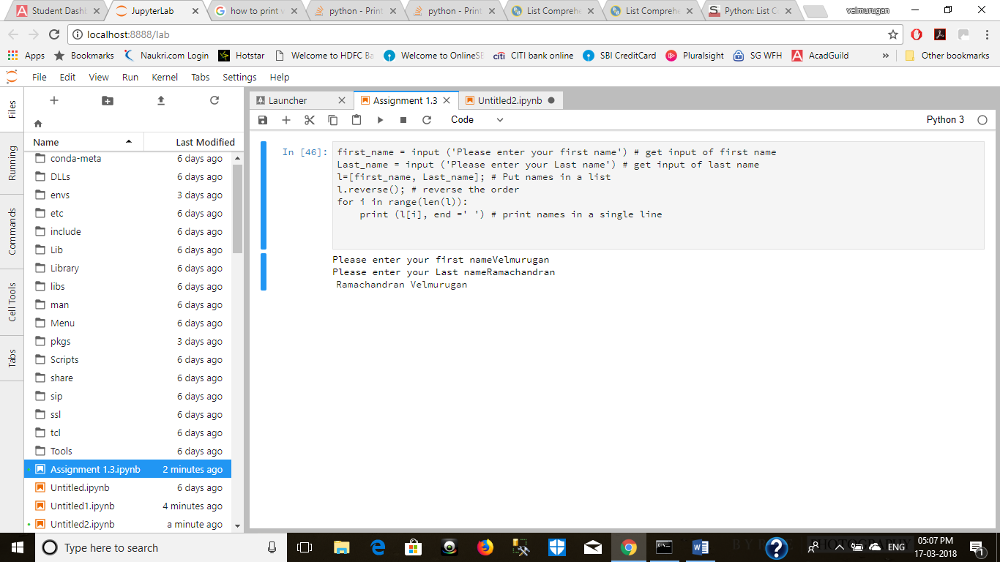 Student Dashb
JupyterLab
how to print v
python - Print
python - Print
List Comprehe
List Comprehe
Python: List C
velmurugan
localhost:8888/lab
Apps
Bookmarks
Naukri.com Login
Hotstar
Welcome to HDFC Ba
Welcome to OnlineSB
citi CITI bank online
SBI CreditCard
Pluralsight
SG WFH
AcadGuild
»
Other bookmarks
File Edit View Run Kernel Tabs Settings Help
Files
Running
Commands
Cell Tools
Tabs
Name Last Modified
conda-meta 6 days ago
DLLs 6 days ago
envs 3 days ago
etc 6 days ago
include 6 days ago
Lib 6 days ago
Library 6 days ago
libs 6 days ago
man 6 days ago
Menu 6 days ago
pkgs 3 days ago
Scripts 6 days ago
share 6 days ago
sip 6 days ago
ssl 6 days ago
tcl 6 days ago
Tools 6 days ago
Assignment 1.3.ipynb 2 minutes ago
Untitled.ipynb 6 days ago
Untitled1.ipynb 4 minutes ago
Untitled2.ipynb a minute ago
Launcher
Assignment 1.3
Untitled2.ipynb
Code
Python 3
In [46]:
first_name = input ('Please enter your first name') # get input of first name
Last_name = input ('Please enter your Last name') # get input of last name
l=[first_name, Last_name]; # Put names in a list
l.reverse(); # reverse the order
for i in range(len(l)):
    print (l[i], end =' ') # print names in a single line
Please enter your first nameVelmurugan
Please enter your Last nameRamachandran
Ramachandran Velmurugan
Type here to search
PHOTOGRAPHY
ENG
05:07 PM
17-03-2018
1